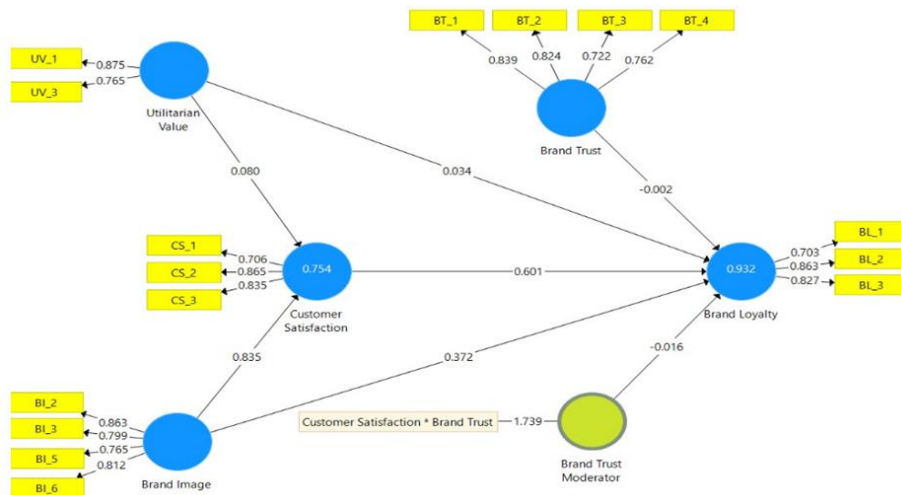 BT_1
BT_2
BT_3
BT_4
0.839
0.824
0.722
0.762
Brand Trust
UV_1
UV_3
0.875
0.765
Utilitarian
Value
0.080
0.034
-0.002
CS_1
CS_2
CS_3
0.706
0.865
0.835
0.754
Customer
Satisfaction
0.601
0.932
Brand Loyalty
BL_1
BL_2
BL_3
0.703
0.863
0.827
0.835
0.372
-0.016
BI_2
BI_3
BI_5
BI_6
0.863
0.799
0.765
0.812
Brand Image
Customer Satisfaction * Brand Trust
1.739
Brand Trust
Moderator